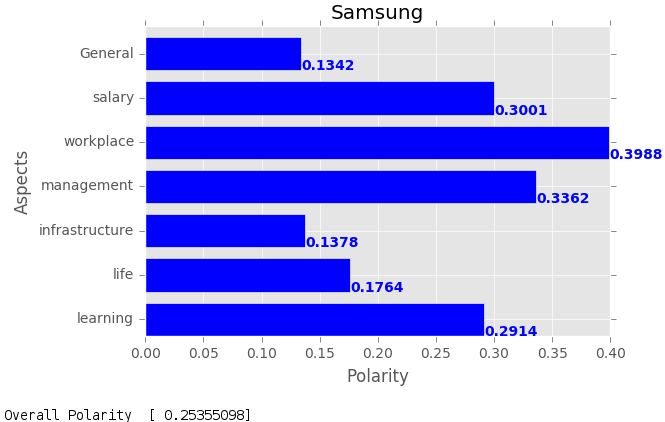 Samsung
General
0.1342
salary
0.3001
workplace
0.3988
management
0.3362
infrastructure
0.1378
life
0.1764
learning
0.2914
Aspects
0.00 0.05 0.10 0.15 0.20 0.25 0.30 0.35 0.40
Polarity
Overall Polarity [ 0.25355098]